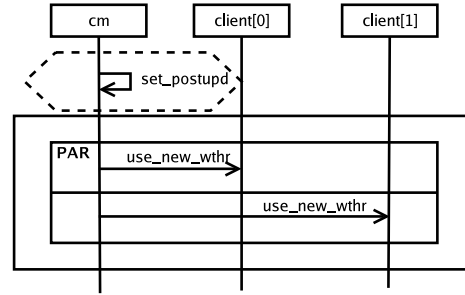 cm
client[0]
client[1]
set_postupd
PAR
use_new_wthr
use_new_wthr